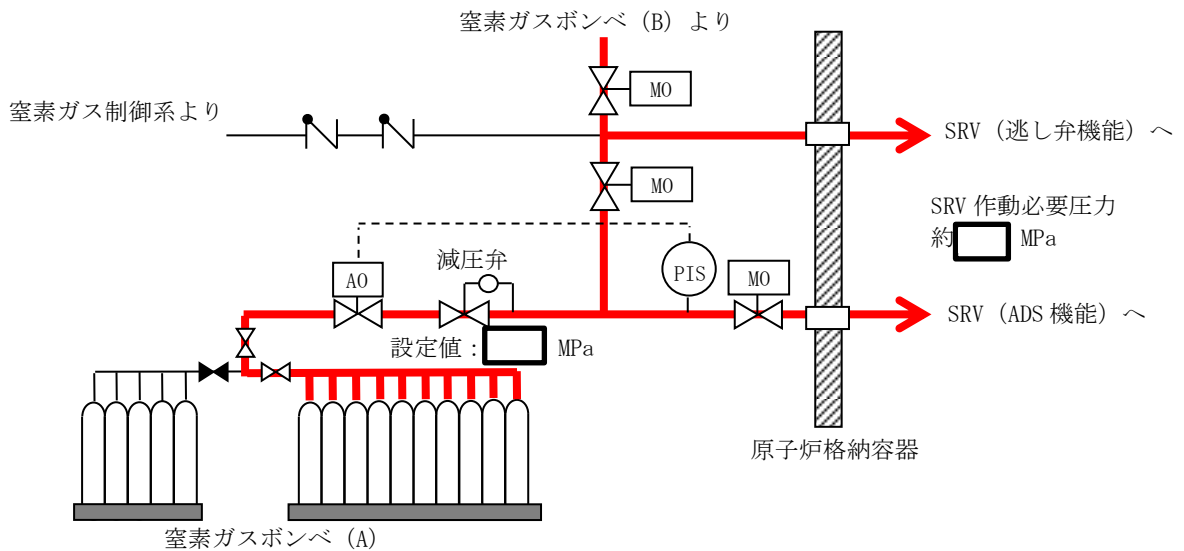 窒素ガスボンベ（B）より
MO
窒素ガス制御系より
SRV（逃し弁機能）へ
MO
SRV 作動必要圧力
約 MPa
減圧弁
AO
PIS
MO
SRV（ADS 機能）へ
設定値： MPa
原子炉格納容器
窒素ガスボンベ（A）